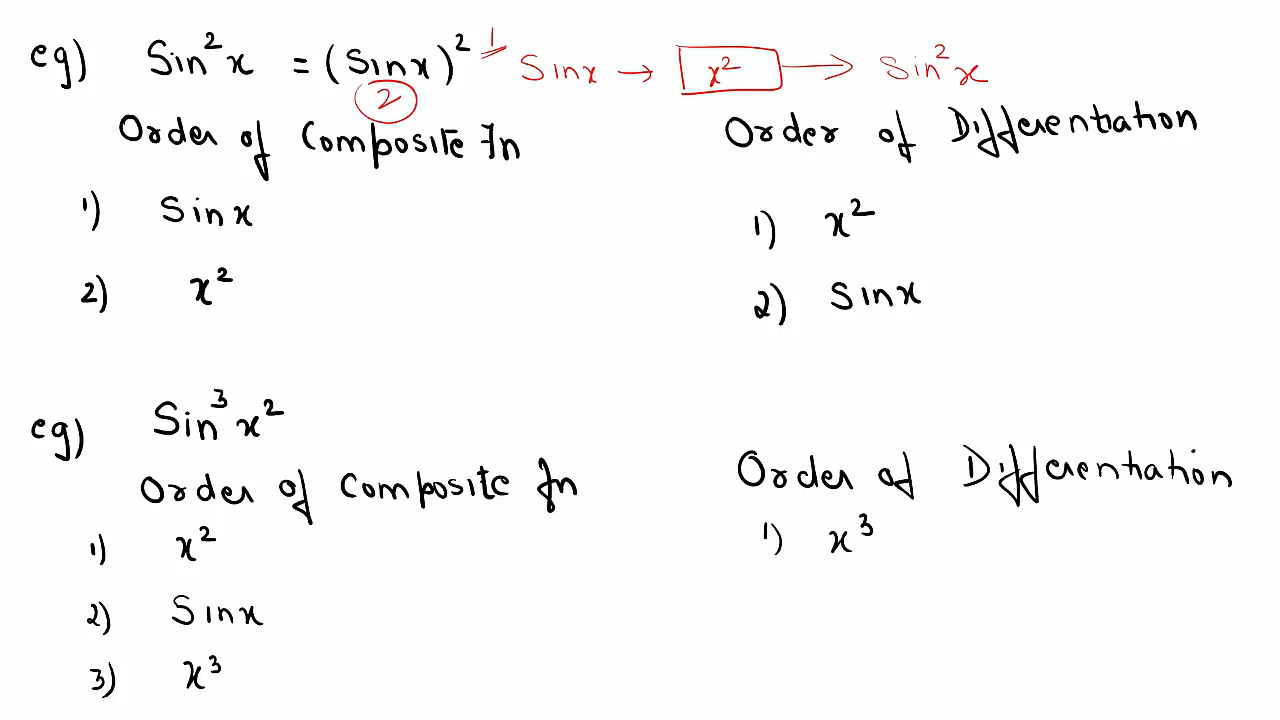 eg) Sin²x = (Sinx)² 1 Sinx → x² → Sin²x
2
Order of Composite fn
1) Sinx
2) x²
Order of Differentiation
1) x²
2) Sinx
eg) Sin³x²
Order of Composite fn
1) x²
2) Sinx
3) x³
Order of Differentiation
1) x³